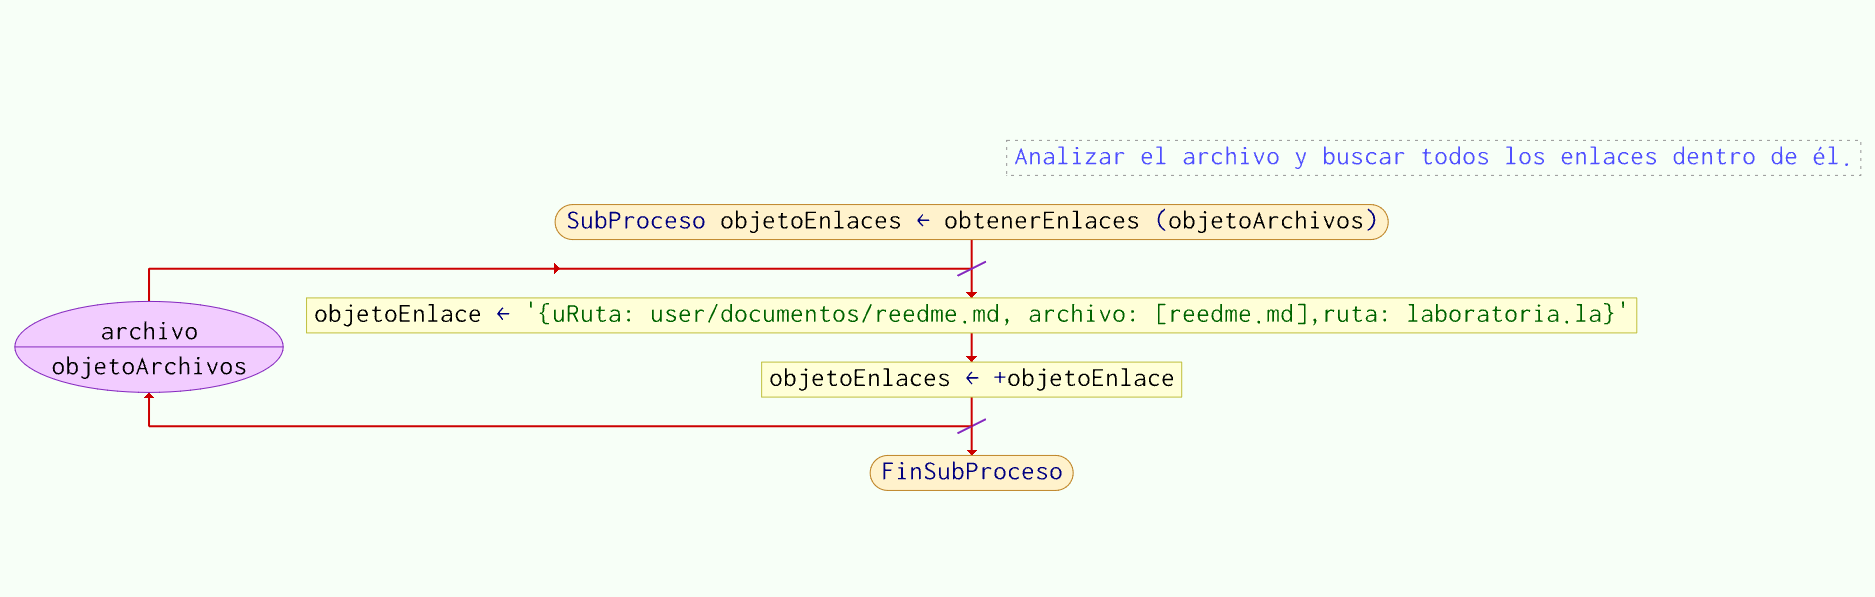 Analizar el archivo y buscar todos los enlaces dentro de él.
SubProceso objetoEnlaces ← obtenerEnlaces (objetoArchivos)
archivo
objetoArchivos
objetoEnlace ← '{uRuta: user/documentos/reedme.md, archivo: [reedme.md],ruta: laboratoria.la}'
objetoEnlaces ← +objetoEnlace
FinSubProceso